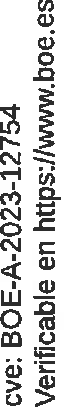 cve: BOE-A-2023-12754
Verificable en https://www.boe.es